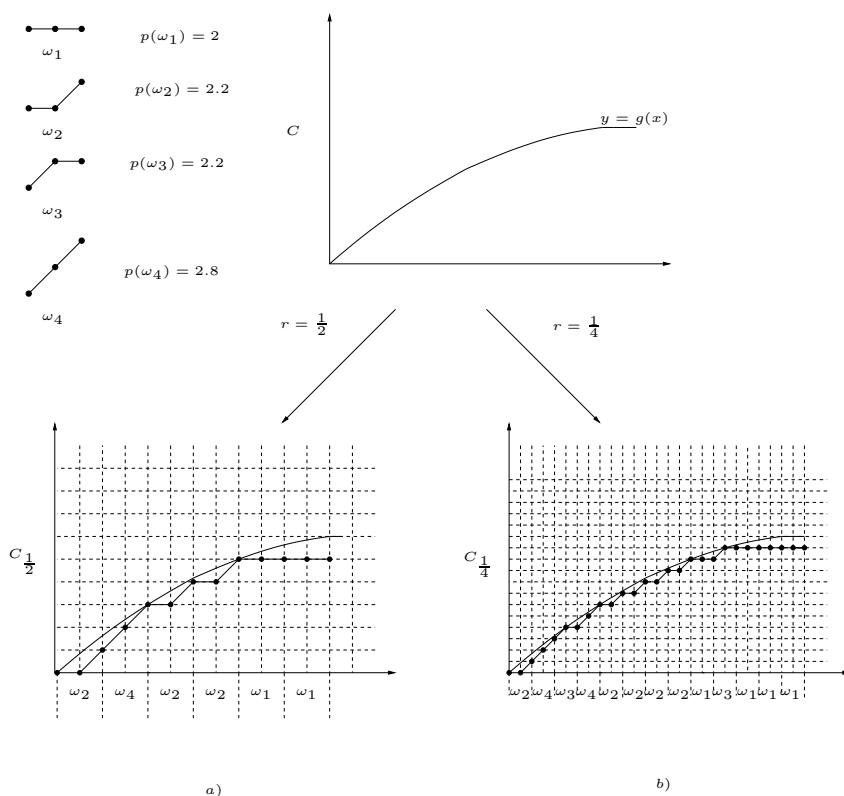 p(ω₁) = 2
ω₁
p(ω₂) = 2.2
ω₂
p(ω₃) = 2.2
ω₃
p(ω₄) = 2.8
ω₄
C
y = g(x)
r = 1/2
r = 1/4
C 1/2
ω₂ ω₄ ω₂ ω₂ ω₁ ω₁
a)
C 1/4
ω₂ ω₄ ω₃ ω₄ ω₂ ω₂ ω₂ ω₂ ω₁ ω₃ ω₁ ω₁ ω₁
b)